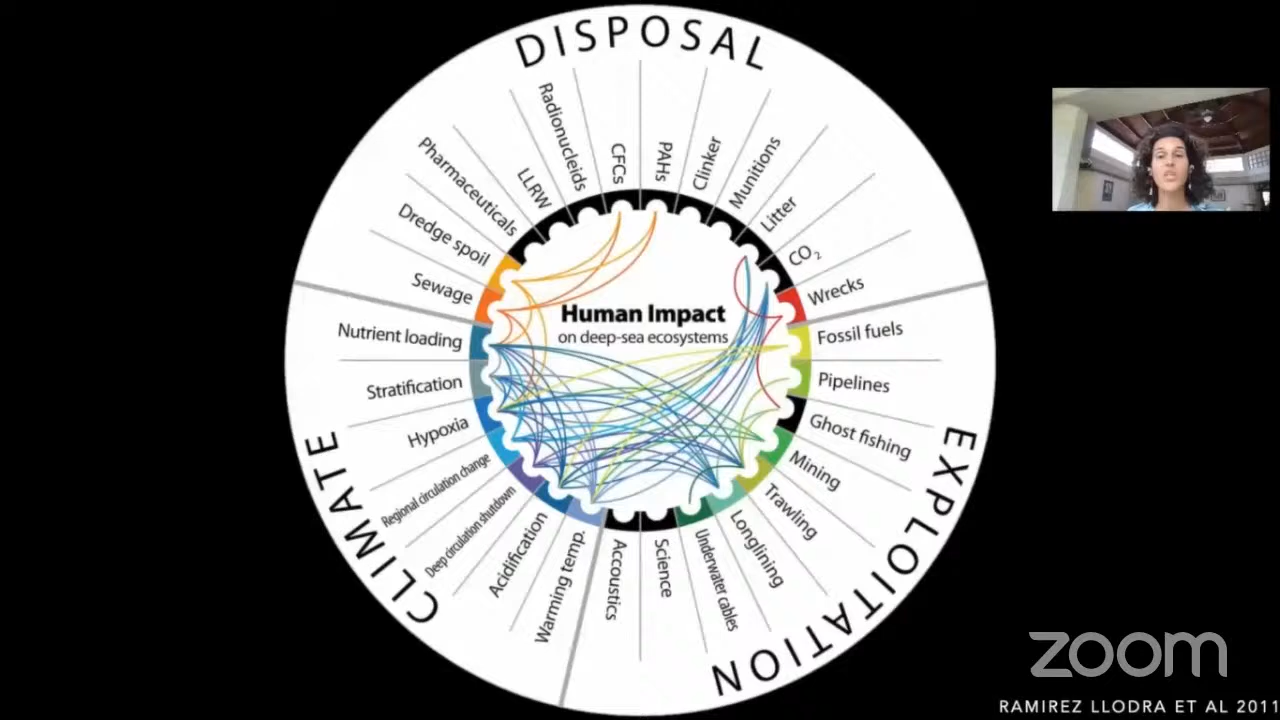 DISPOSAL
Radionucleids
CFCs
PAHs
Clinker
Munitions
Litter
CO₂
Wrecks
LLRW
Pharmaceuticals
Dredge spoil
Sewage
Human Impact
on deep-sea ecosystems
Nutrient loading
Stratification
Hypoxia
Regional circulation change
Deep circulation shutdown
Acidification
Warming temp.
CLIMATE
Fossil fuels
Pipelines
Ghost fishing
Mining
Trawling
Longlining
Underwater cables
Science
Accoustics
EXPLOITATION
zoom
RAMIREZ LLODRA ET AL 2011